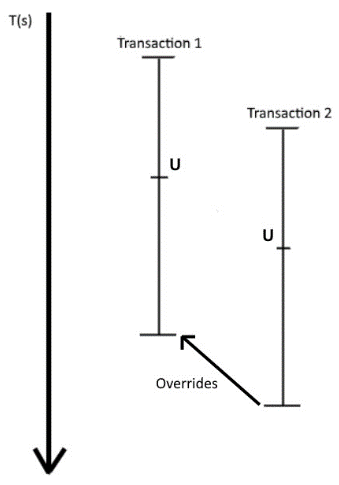 T(s)
Transaction 1
Transaction 2
U
U
Overrides